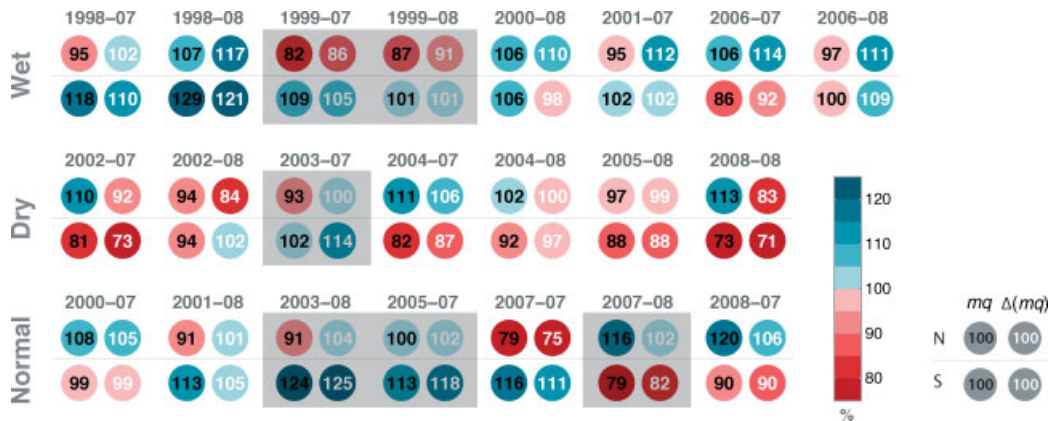 1998–07 1998–08 1999–07 1999–08 2000–08 2001–07 2006–07 2006–08
Wet
95 102 107 117 82 86 87 91 106 110 95 112 106 114 97 111
118 110 129 121 109 105 101 101 106 98 102 102 86 92 100 109
2002–07 2002–08 2003–07 2004–07 2004–08 2005–08 2008–08
Dry
110 92 94 84 93 100 111 106 102 100 97 99 113 83
81 73 94 102 102 114 82 87 92 97 88 88 73 71
2000–07 2001–08 2003–08 2005–07 2007–07 2007–08 2008–07
Normal
108 105 91 101 91 104 100 102 79 75 116 102 120 106
99 99 113 105 124 125 113 118 116 111 79 82 90 90
120
110
100
90
80
%
mq Δ(mq)
N 100 100
S 100 100